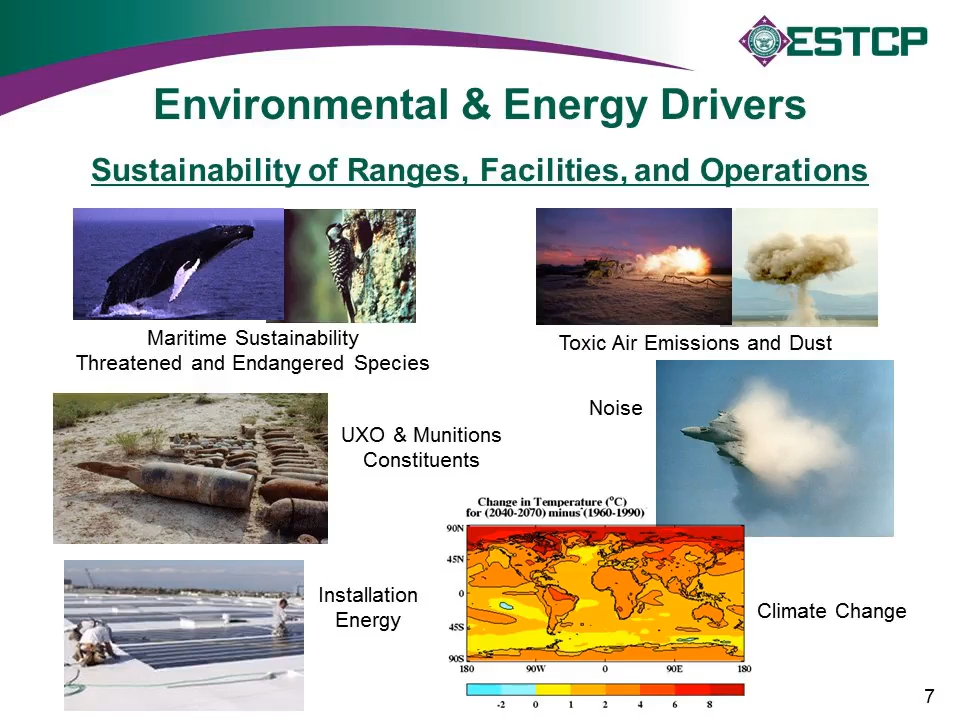 ESTCP
Environmental & Energy Drivers
Sustainability of Ranges, Facilities, and Operations
Maritime Sustainability
Threatened and Endangered Species
Toxic Air Emissions and Dust
Noise
UXO & Munitions
Constituents
Change in Temperature (°C)
for (2040-2070) minus (1960-1990)
90N
45N
0
45S
90S
180 90W 0 90E 180
-2 0 1 2 4 6 8
Installation
Energy
Climate Change
7